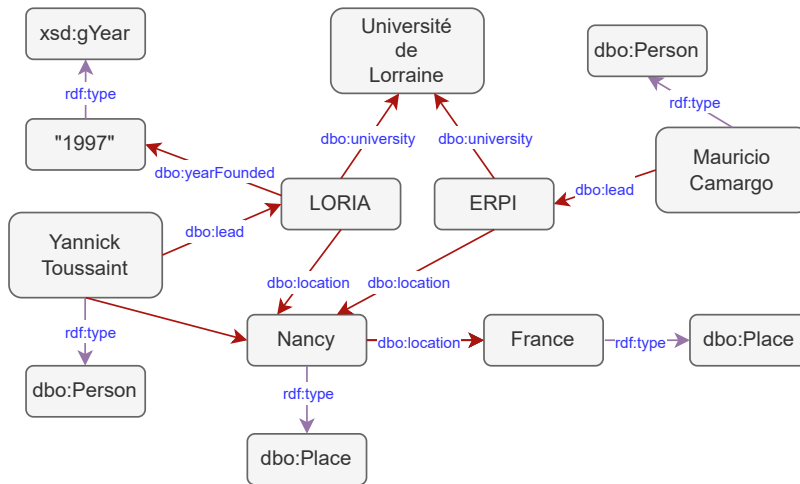 xsd:gYear
Université
de
Lorraine
dbo:Person
rdf:type
rdf:type
"1997"
dbo:university
dbo:university
Mauricio
Camargo
dbo:yearFounded
dbo:lead
LORIA
ERPI
Yannick
Toussaint
dbo:lead
dbo:location
dbo:location
rdf:type
Nancy
dbo:location
France
rdf:type
dbo:Place
dbo:Person
rdf:type
dbo:Place